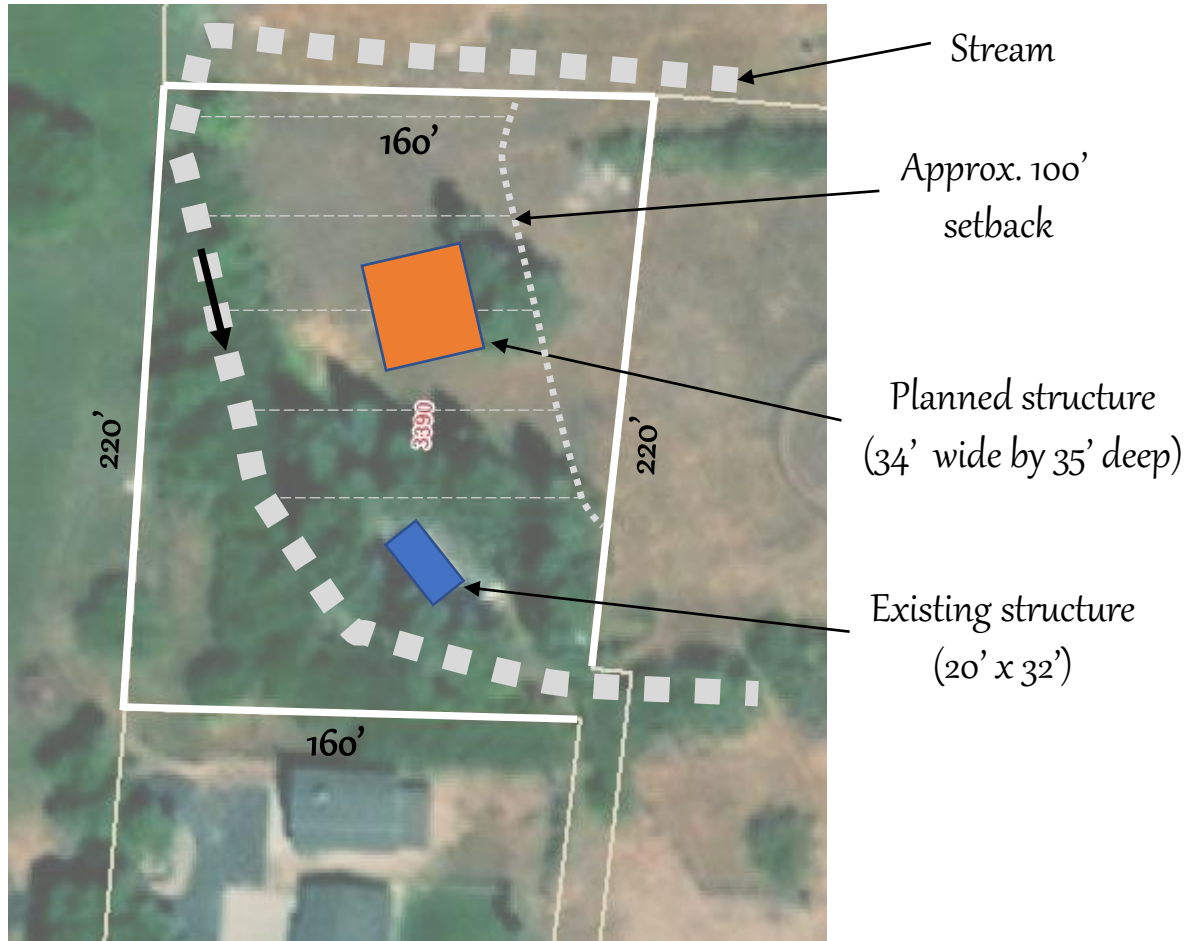 Stream
160’
Approx. 100’
setback
Planned structure
(34’ wide by 35’ deep)
3390
220’
220’
Existing structure
(20’ x 32’)
160’